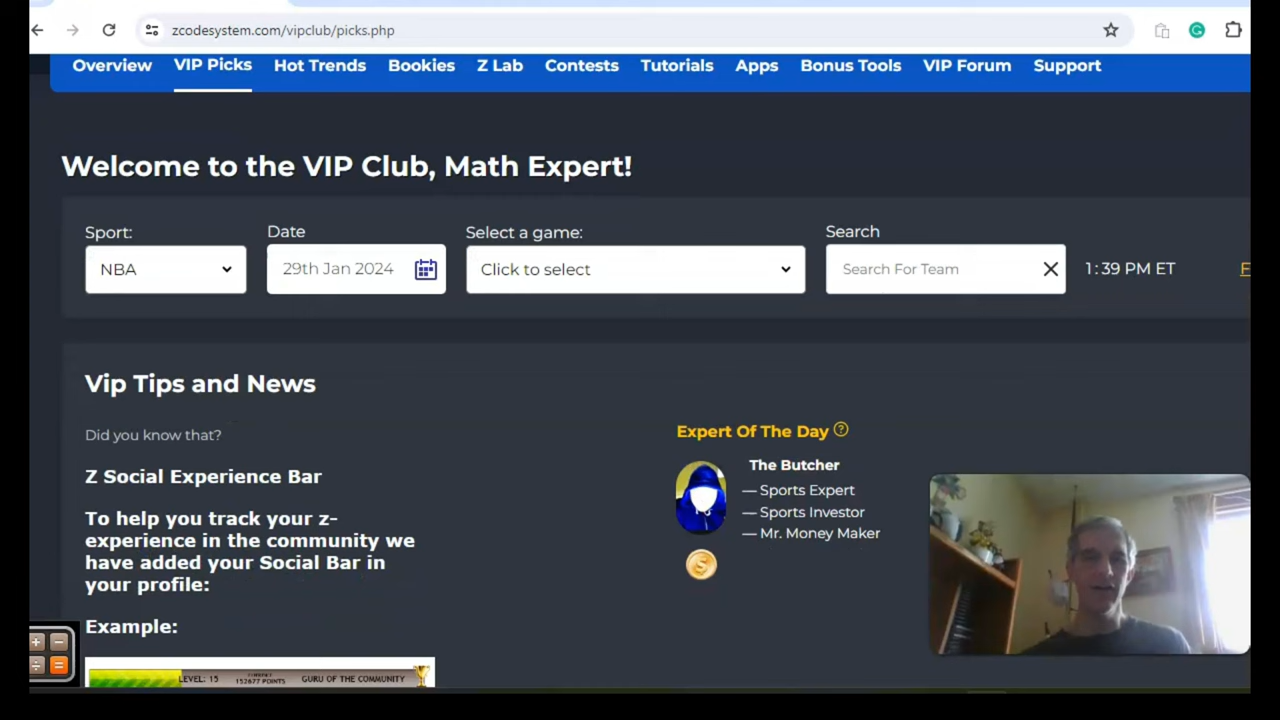 zcodesystem.com/vipclub/picks.php
Overview VIP Picks Hot Trends Bookies Z Lab Contests Tutorials Apps Bonus Tools VIP Forum Support
Welcome to the VIP Club, Math Expert!
Sport: Date Select a game: Search
NBA 29th Jan 2024 Click to select Search For Team 1:39 PM ET F
Vip Tips and News
Did you know that?
Expert Of The Day
The Butcher
— Sports Expert
— Sports Investor
— Mr. Money Maker
Z Social Experience Bar
To help you track your z-
experience in the community we
have added your Social Bar in
your profile:
Example:
LEVEL: 15 152677 POINTS GURU OF THE COMMUNITY